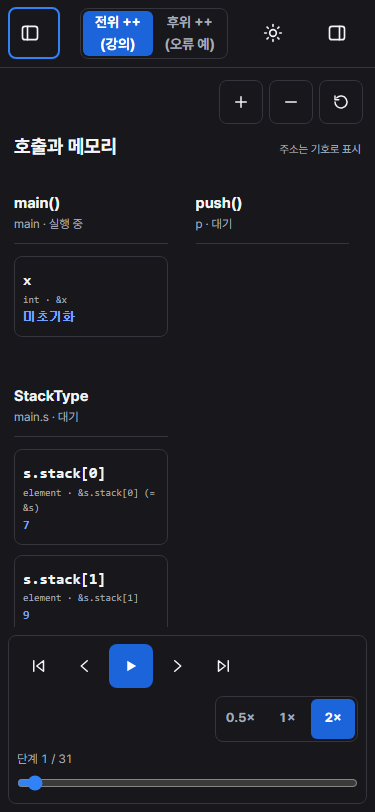 전위 ++
(강의)
후위 ++
(오류 예)
호출과 메모리
주소는 기호로 표시
main()
main · 실행 중
push()
p · 대기
x
int · &x
미초기화
StackType
main.s · 대기
s.stack[0]
element · &s.stack[0] (=
&s)
7
s.stack[1]
element · &s.stack[1]
9
0.5×
1×
2×
단계 1 / 31